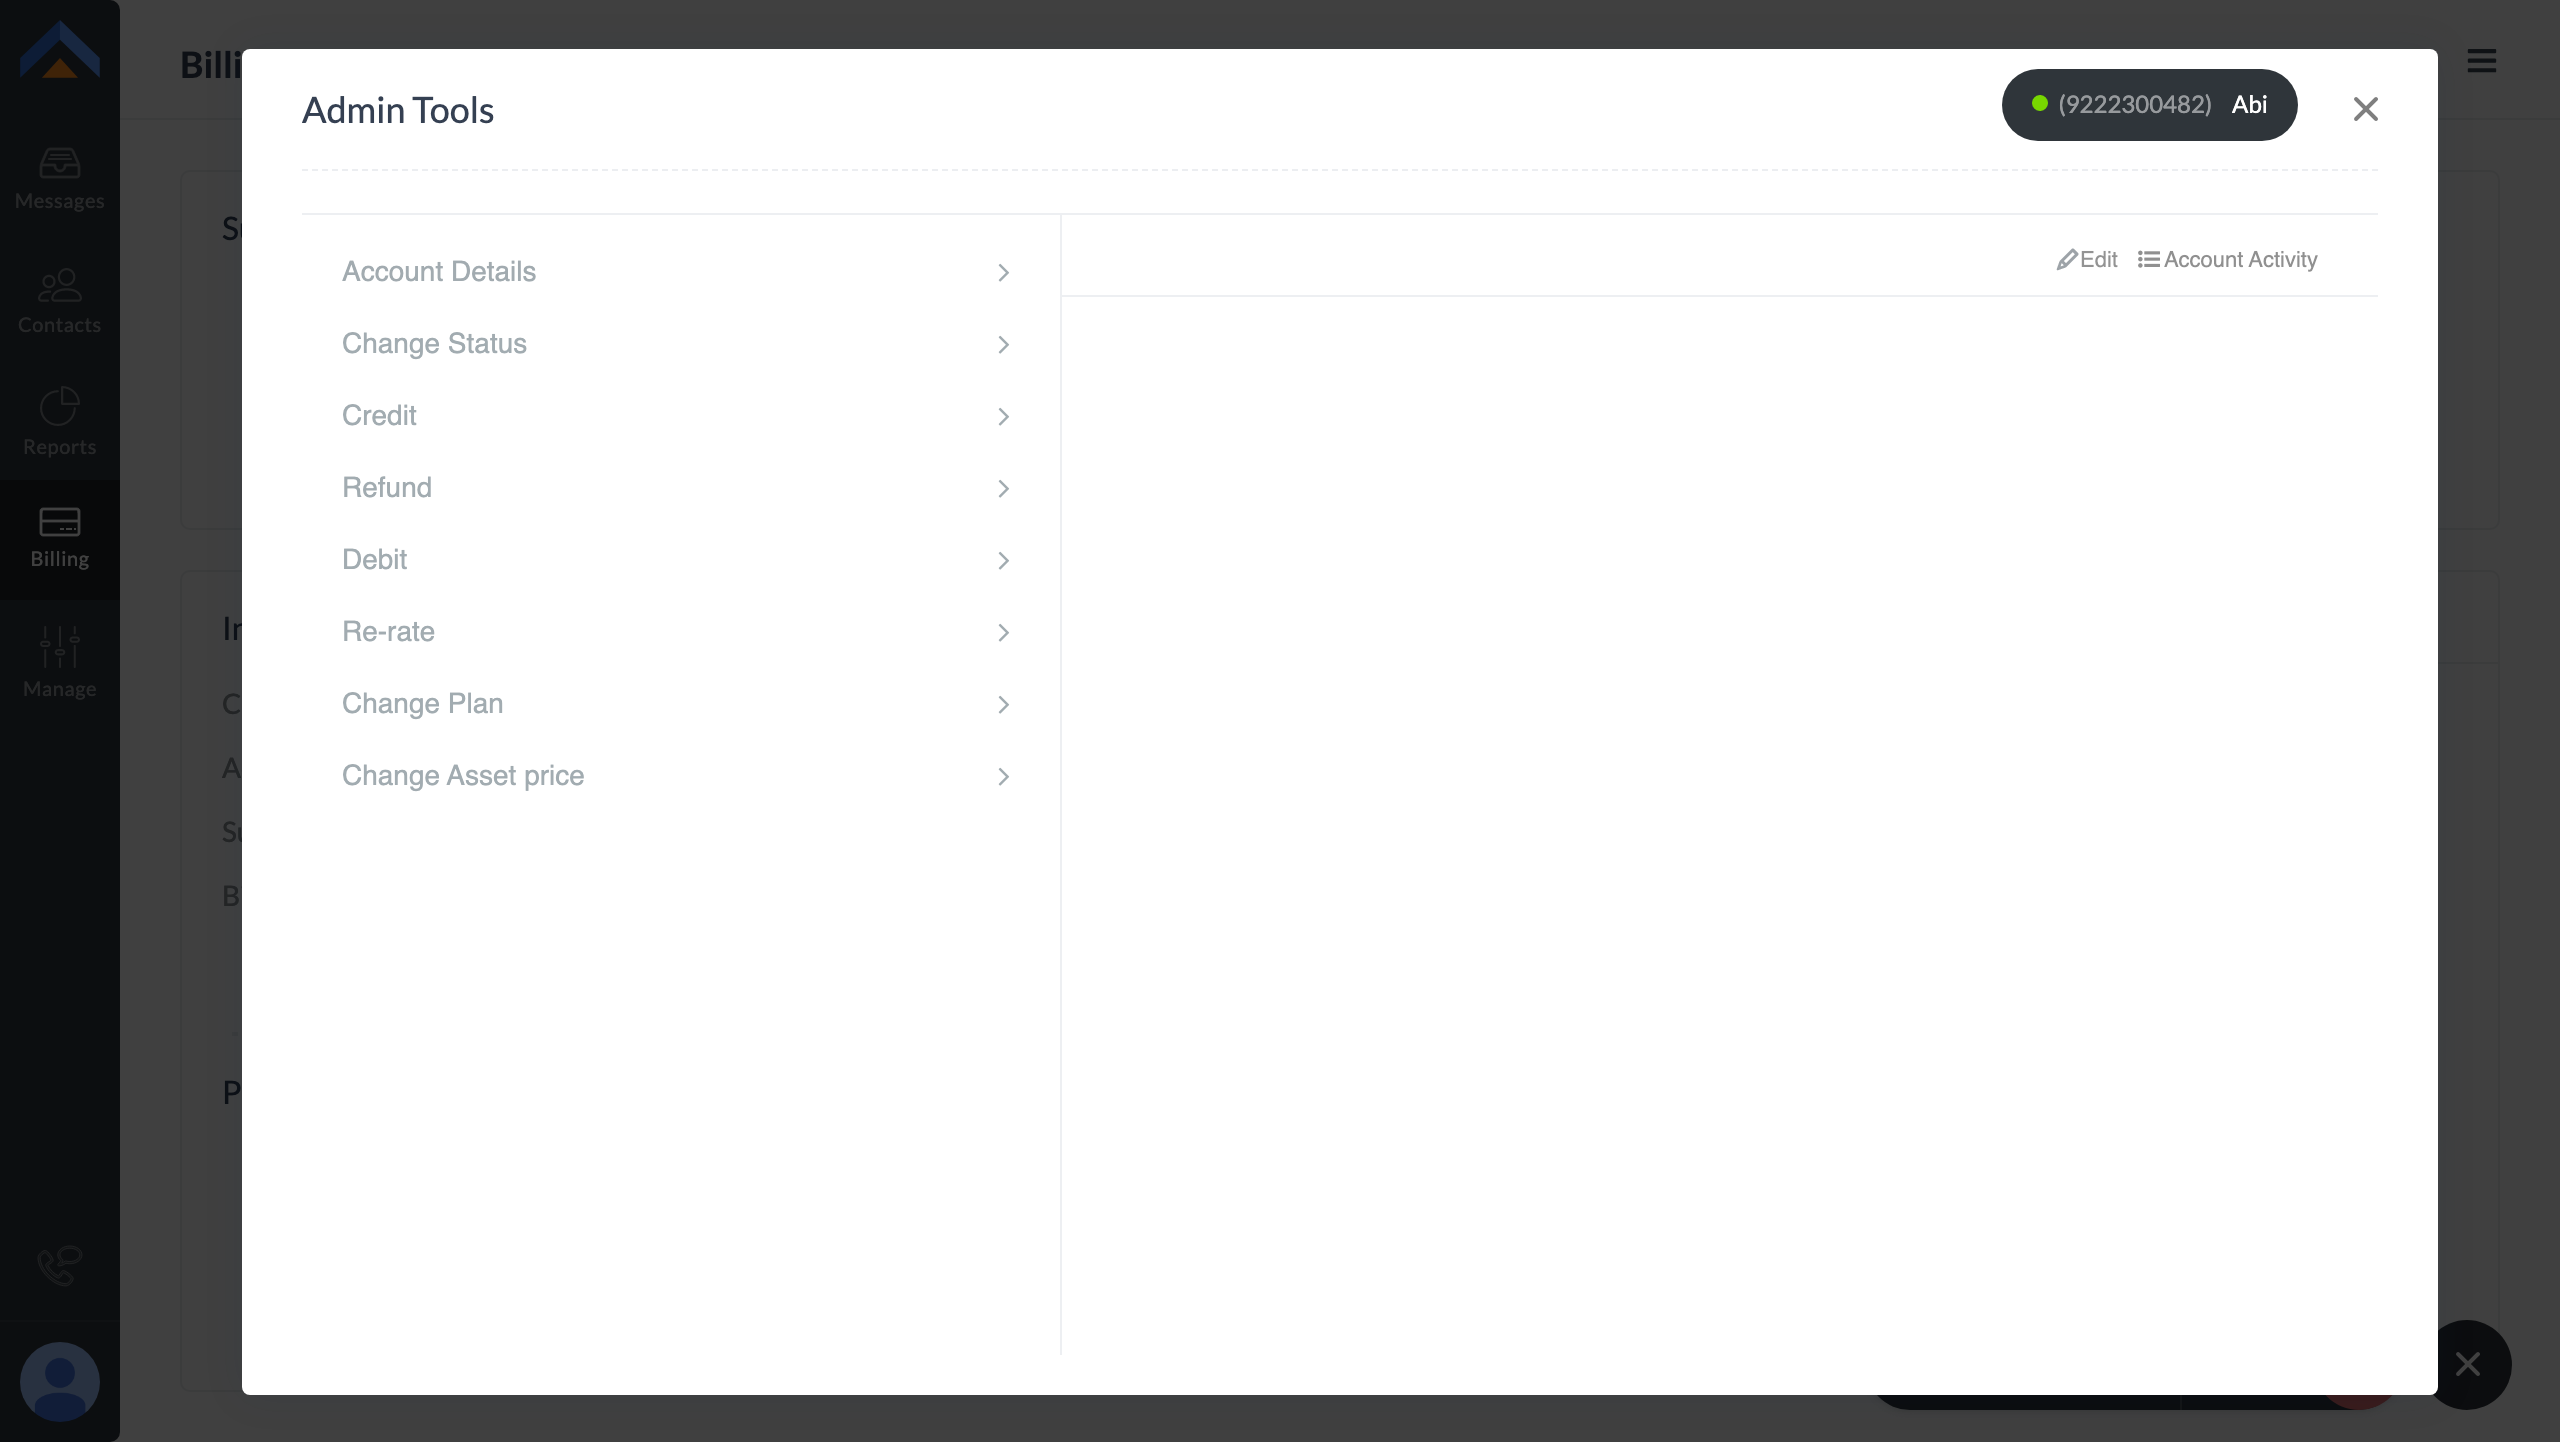 Messages
Contacts
Reports
Billing
Manage
Admin Tools
(9222300482) Abi
Account Details
Change Status
Credit
Refund
Debit
Re-rate
Change Plan
Change Asset price
Edit
Account Activity